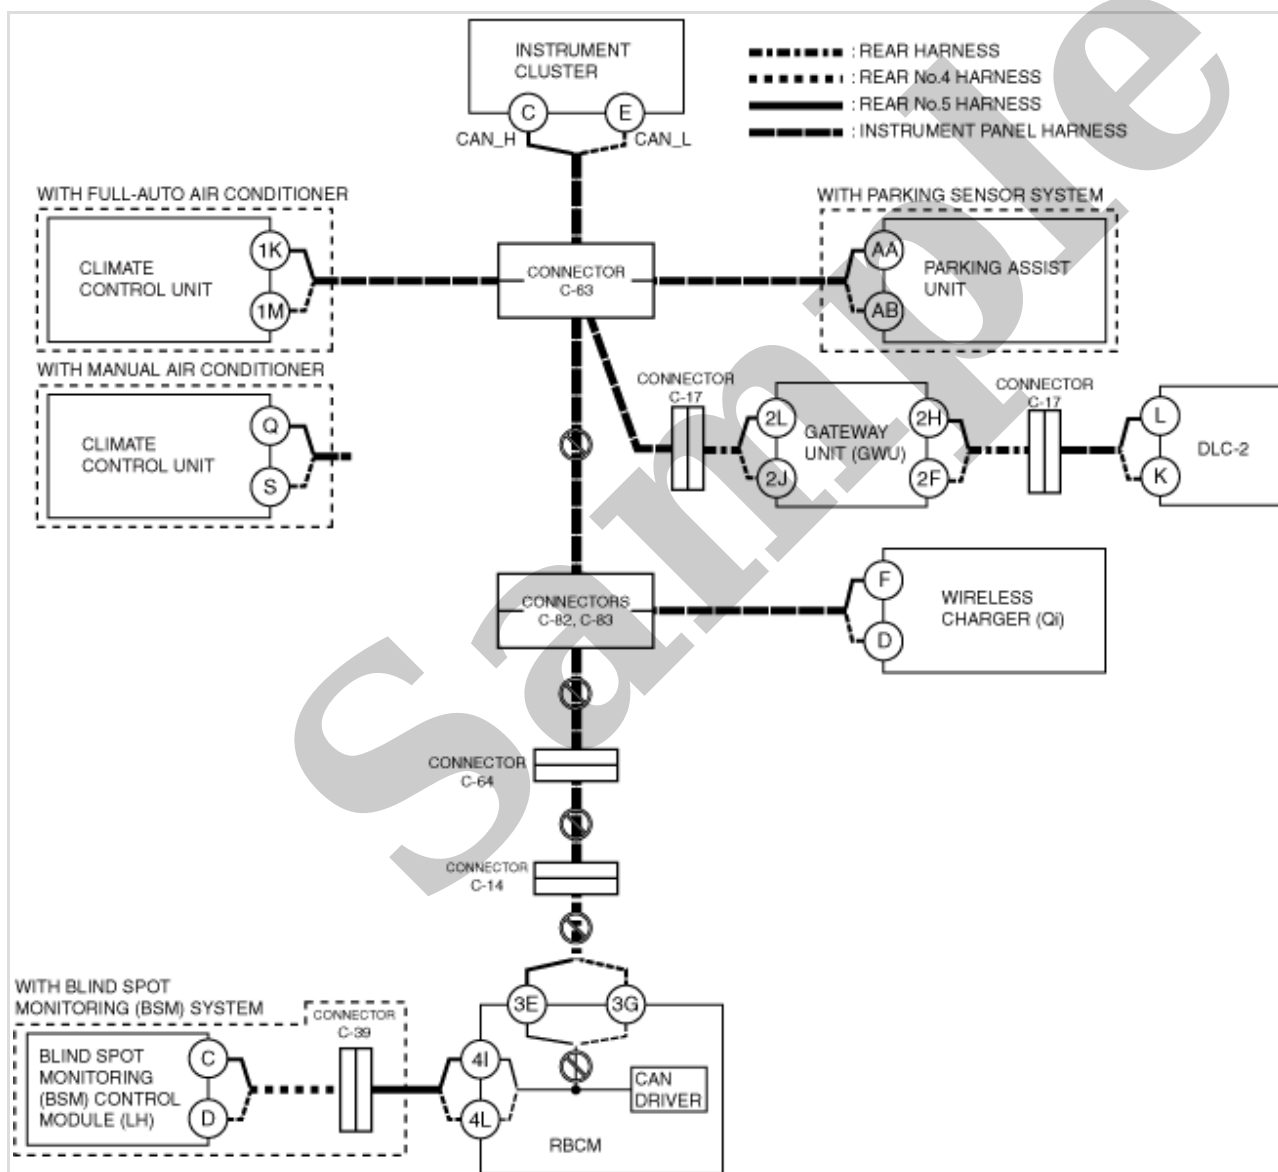 INSTRUMENT
CLUSTER
C
E
CAN_H
CAN_L
: REAR HARNESS
: REAR No.4 HARNESS
: REAR No.5 HARNESS
: INSTRUMENT PANEL HARNESS
WITH FULL-AUTO AIR CONDITIONER
CLIMATE
CONTROL UNIT
1K
1M
CONNECTOR
C-63
WITH PARKING SENSOR SYSTEM
AA
AB
PARKING ASSIST
UNIT
WITH MANUAL AIR CONDITIONER
CLIMATE
CONTROL UNIT
Q
S
CONNECTOR
C-17
2L
2J
GATEWAY
UNIT (GWU)
2H
2F
CONNECTOR
C-17
L
K
DLC-2
CONNECTORS
C-82, C-83
F
D
WIRELESS
CHARGER (Qi)
CONNECTOR
C-64
CONNECTOR
C-14
WITH BLIND SPOT
MONITORING (BSM) SYSTEM
CONNECTOR
C-39
BLIND SPOT
MONITORING
(BSM) CONTROL
MODULE (LH)
C
D
3E
3G
4I
4L
CAN
DRIVER
RBCM
Sample